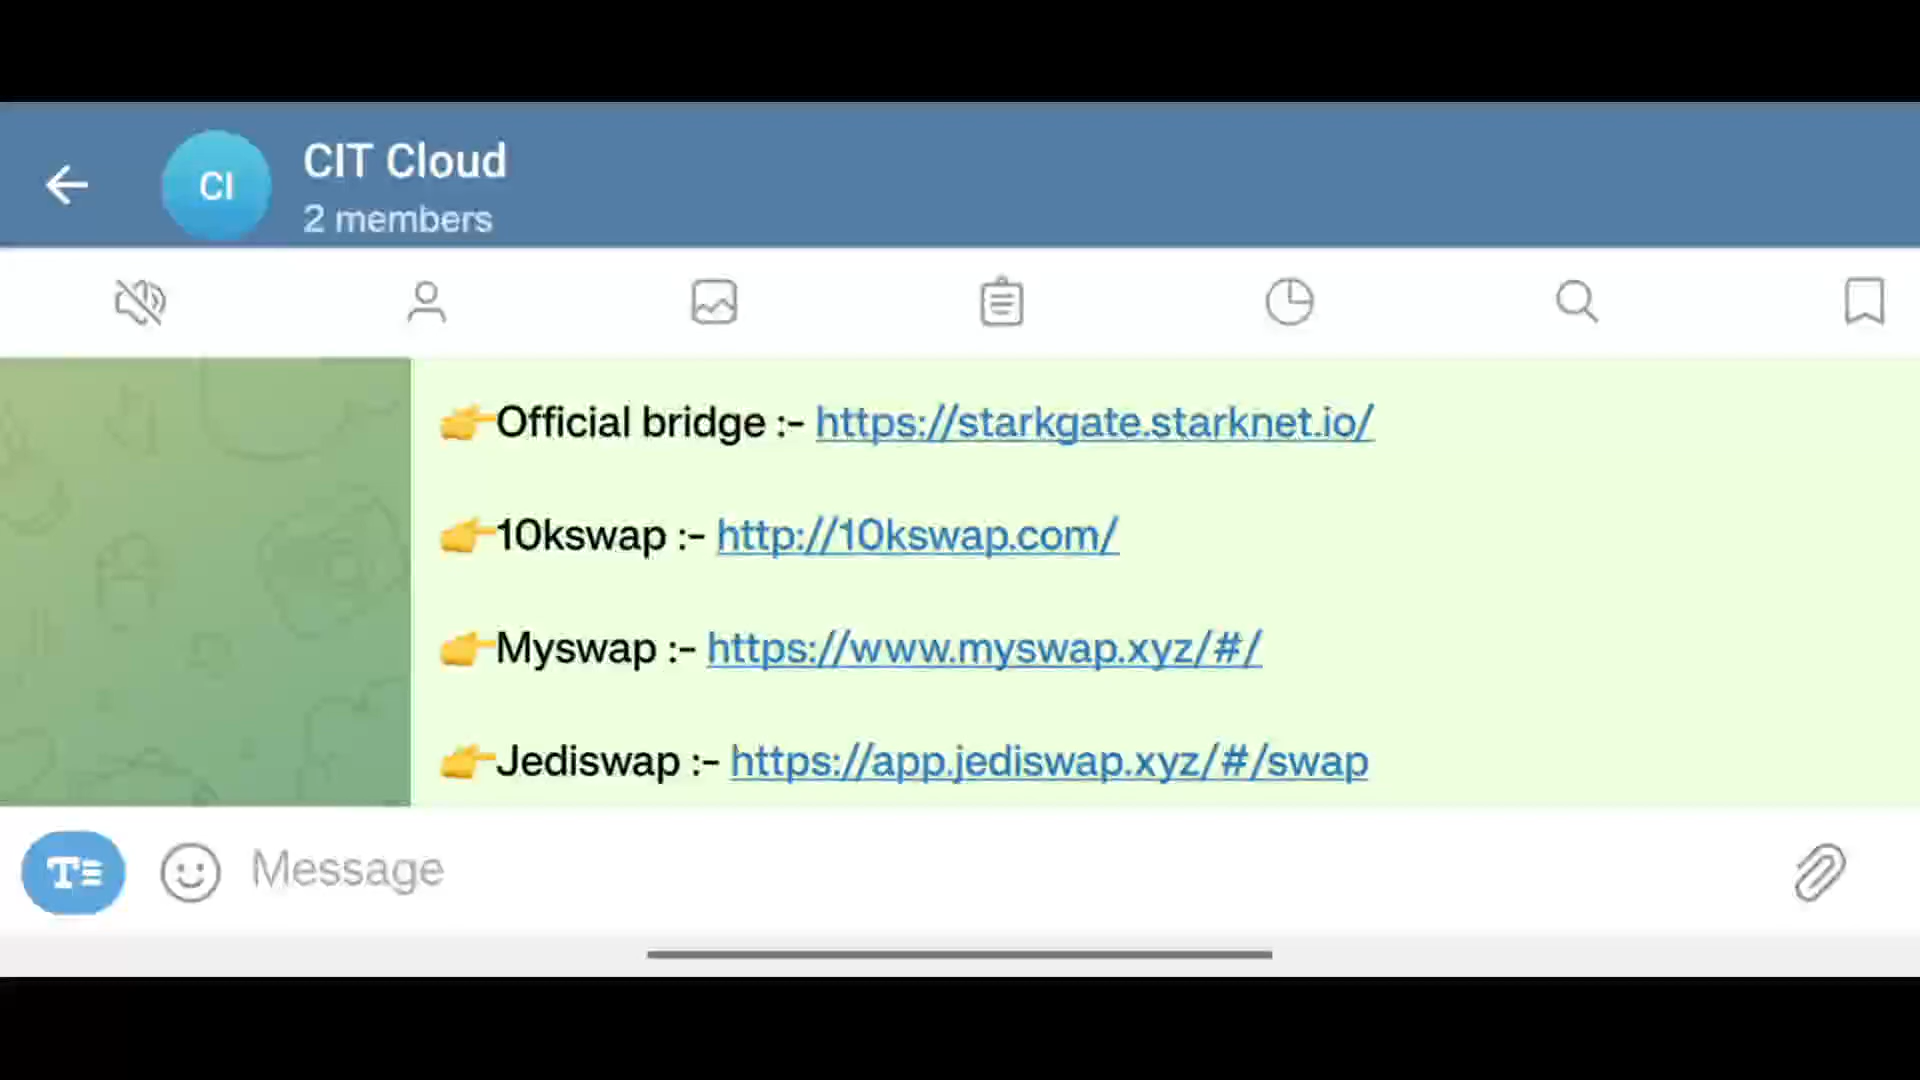 CIT Cloud
CI
2 members
👉Official bridge :- https://starkgate.starknet.io/
👉10kswap :- http://10kswap.com/
👉Myswap :- https://www.myswap.xyz/#/
👉Jediswap :- https://app.jediswap.xyz/#/swap
Message